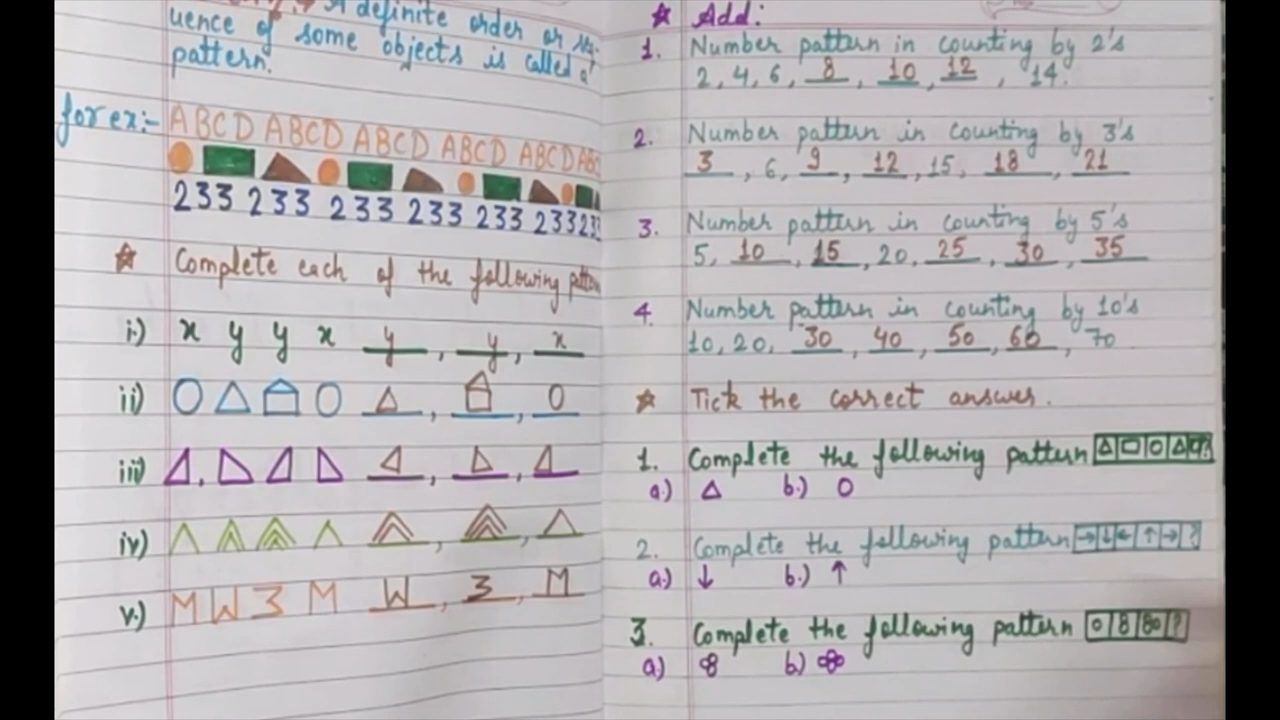 A definite order or se-
uence of some objects is called a
pattern.
for ex:- ABCD ABCD ABCD ABCD ABCD ABC
233 233 233 233 233 233
Complete each of the following
i) x y y x y, y, x
ii)
iii)
iv)
v.) M W 3 M W, 3, M
Add:
1. Number pattern in counting by 2's
2, 4, 6, 8, 10, 12, 14.
2. Number pattern in counting by 3's
3, 6, 9, 12, 15, 18, 21
3. Number pattern in counting by 5's
5, 10, 15, 20, 25, 30, 35
4. Number pattern in counting by 10's
10, 20, 30, 40, 50, 60, 70
Tick the correct answer.
1. Complete the following pattern
a.) △ b.) O
2. Complete the following pattern →↓←↑→?
a.) ↓ b.) ↑
3. Complete the following pattern
a.) b.)